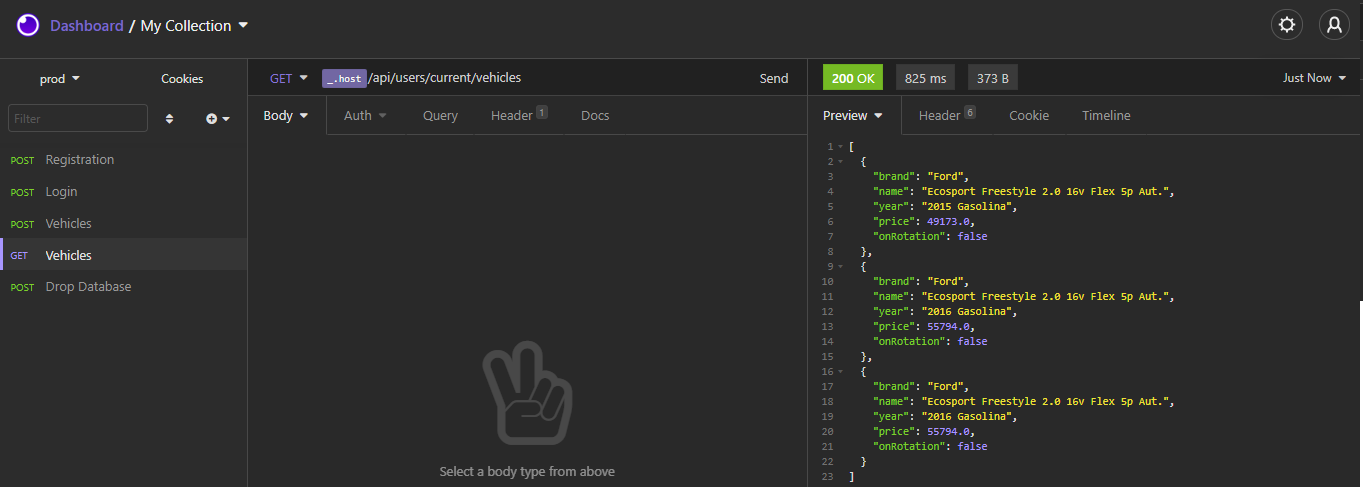 Dashboard / My Collection
prod Cookies
Filter
POST Registration
POST Login
POST Vehicles
GET Vehicles
POST Drop Database
GET _.host/api/users/current/vehicles Send
Body Auth Query Header 1 Docs
Select a body type from above
200 OK 825 ms 373 B Just Now
Preview Header 6 Cookie Timeline
1 [
2 {
3 "brand": "Ford",
4 "name": "Ecosport Freestyle 2.0 16v Flex 5p Aut.",
5 "year": "2015 Gasolina",
6 "price": 49173.0,
7 "onRotation": false
8 },
9 {
10 "brand": "Ford",
11 "name": "Ecosport Freestyle 2.0 16v Flex 5p Aut.",
12 "year": "2016 Gasolina",
13 "price": 55794.0,
14 "onRotation": false
15 },
16 {
17 "brand": "Ford",
18 "name": "Ecosport Freestyle 2.0 16v Flex 5p Aut.",
19 "year": "2016 Gasolina",
20 "price": 55794.0,
21 "onRotation": false
22 }
23 ]